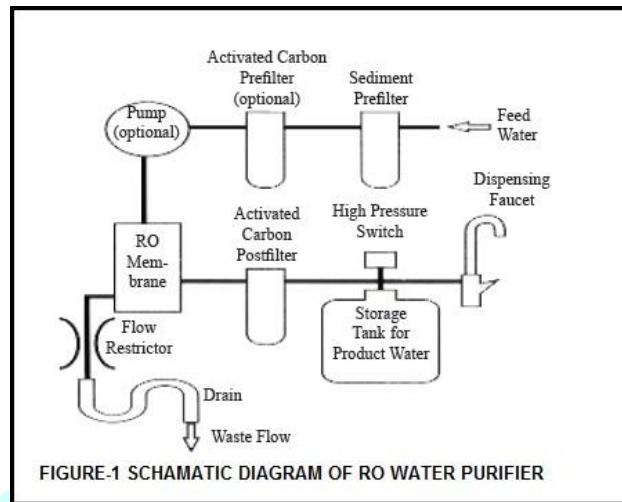 Activated Carbon
Prefilter
(optional)
Sediment
Prefilter
Pump
(optional)
Feed
Water
Dispensing
Faucet
Activated
Carbon
Postfilter
High Pressure
Switch
RO
Mem-
brane
Storage
Tank for
Product Water
Flow
Restrictor
Drain
Waste Flow
FIGURE-1 SCHAMATIC DIAGRAM OF RO WATER PURIFIER